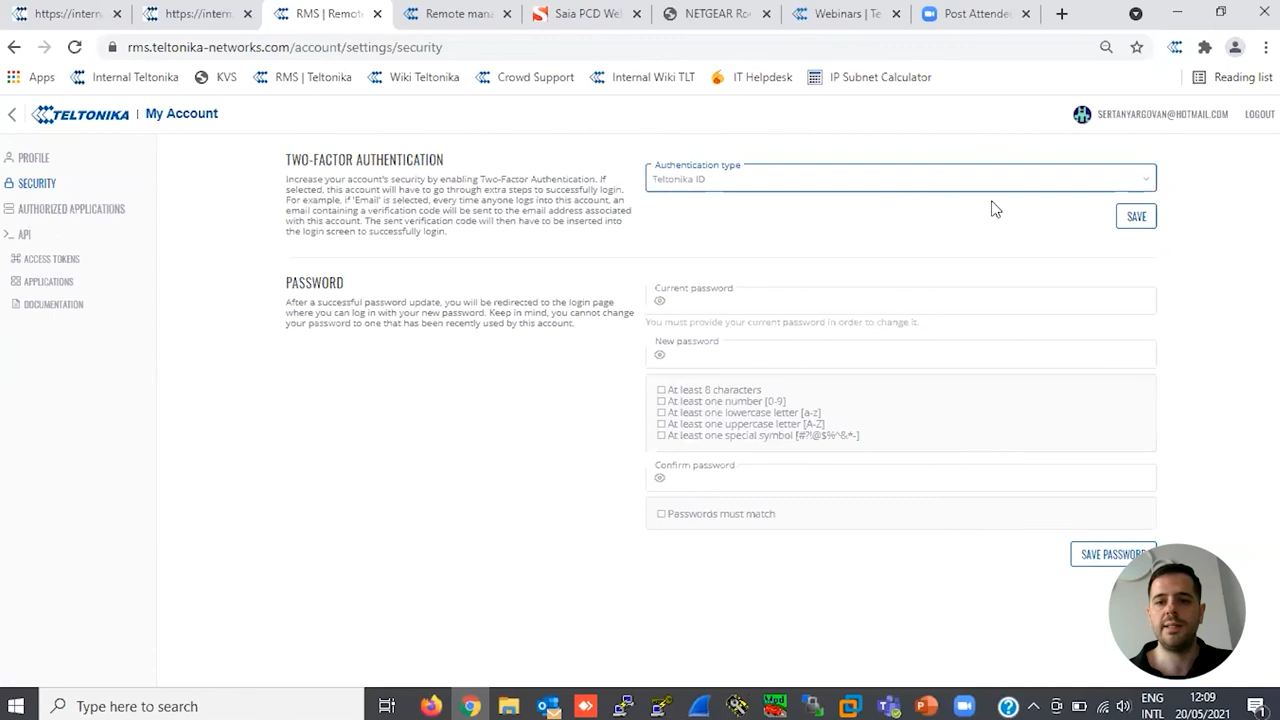 https://intern
https://intern
RMS | Remot
Remote man
Saia PCD Wel
NETGEAR Ro
Webinars | Te
Post Attende
rms.teltonika-networks.com/account/settings/security
Apps
Internal Teltonika
KVS
RMS | Teltonika
Wiki Teltonika
Crowd Support
Internal Wiki TLT
IT Helpdesk
IP Subnet Calculator
Reading list
TELTONIKA | My Account
SERTANYARGOVAN@HOTMAIL.COM
LOGOUT
PROFILE
SECURITY
AUTHORIZED APPLICATIONS
API
ACCESS TOKENS
APPLICATIONS
DOCUMENTATION
TWO-FACTOR AUTHENTICATION
Increase your account's security by enabling Two-Factor Authentication. If
selected, this account will have to go through extra steps to successfully login.
For example, if 'Email' is selected, every time anyone logs into this account, an
email containing a verification code will be sent to the email address associated
with this account. The sent verification code will then have to be inserted into
the login screen to successfully login.
Authentication type
Teltonika ID
SAVE
PASSWORD
After a successful password update, you will be redirected to the login page
where you can log in with your new password. Keep in mind, you cannot change
your password to one that has been recently used by this account.
Current password
You must provide your current password in order to change it.
New password
At least 8 characters
At least one number [0-9]
At least one lowercase letter [a-z]
At least one uppercase letter [A-Z]
At least one special symbol [#?!@$%^&*-]
Confirm password
Passwords must match
SAVE PASSWORD
Type here to search
ENG
INTL
12:09
20/05/2021